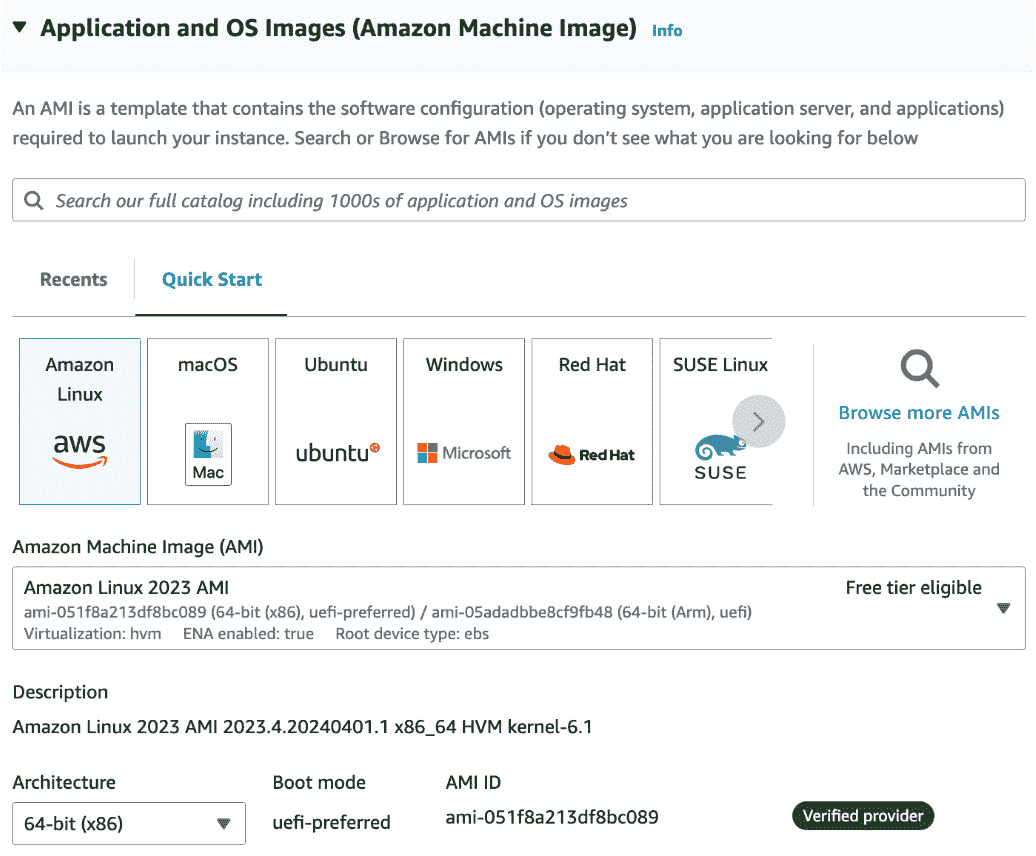 Application and OS Images (Amazon Machine Image) Info
An AMI is a template that contains the software configuration (operating system, application server, and applications)
required to launch your instance. Search or Browse for AMIs if you don't see what you are looking for below
Search our full catalog including 1000s of application and OS images
Recents
Quick Start
Amazon
Linux
aws
macOS
Mac
Ubuntu
ubuntu
Windows
Microsoft
Red Hat
Red Hat
SUSE Linux
SUSE
Browse more AMIs
Including AMIs from
AWS, Marketplace and
the Community
Amazon Machine Image (AMI)
Amazon Linux 2023 AMI
Free tier eligible
ami-051f8a213df8bc089 (64-bit (x86), uefi-preferred) / ami-05adadbbe8cf9fb48 (64-bit (Arm), uefi)
Virtualization: hvm ENA enabled: true Root device type: ebs
Description
Amazon Linux 2023 AMI 2023.4.20240401.1 x86_64 HVM kernel-6.1
Architecture
64-bit (x86)
Boot mode
uefi-preferred
AMI ID
ami-051f8a213df8bc089
Verified provider